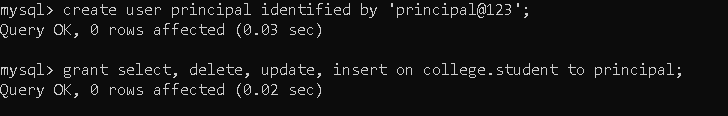 mysql> create user principal identified by 'principal@123';
Query OK, 0 rows affected (0.03 sec)
mysql> grant select, delete, update, insert on college.student to principal;
Query OK, 0 rows affected (0.02 sec)